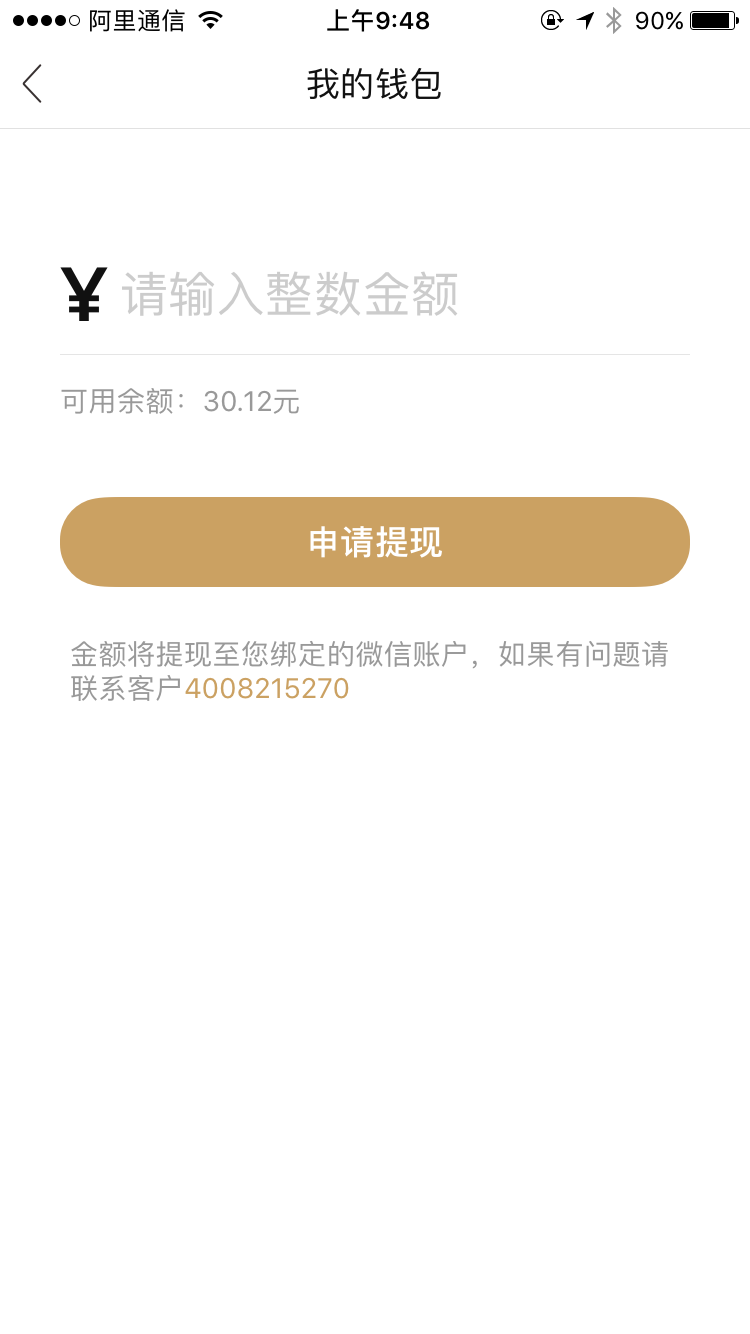 阿里通信 上午9:48 90%
我的钱包
¥ 请输入整数金额
可用余额：30.12元
申请提现
金额将提现至您绑定的微信账户，如果有问题请
联系客户4008215270